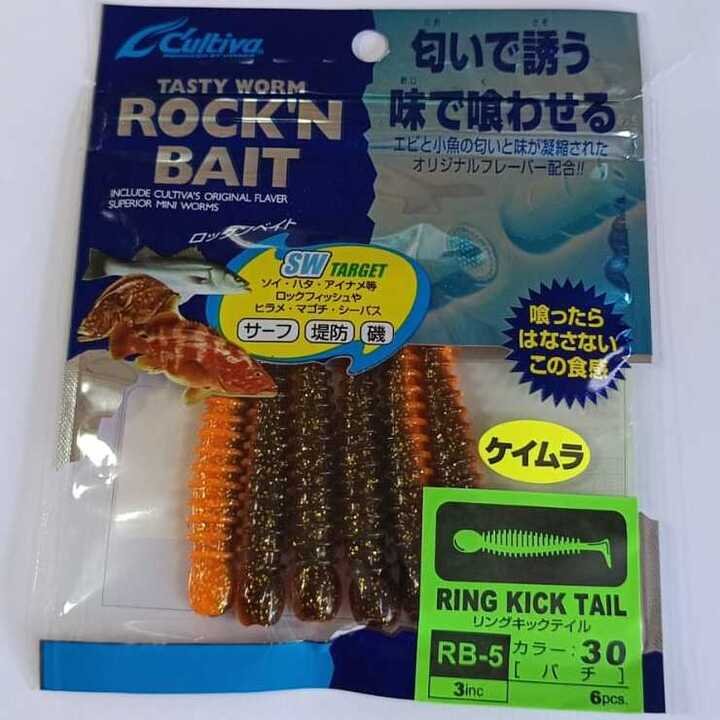 Cultiva
TASTY WORM
ROCK'N
BAIT
INCLUDE CULTIVA'S ORIGINAL FLAVER
SUPERIOR MINI WORMS
ロックンベイト
匂いで誘う
味で喰わせる
エビと小魚の匂いと味が凝縮された
オリジナルフレーバー配合!!
SW TARGET
ソイ・ハタ・アイナメ等
ロックフィッシュや
ヒラメ・マゴチ・シーバス
サーフ 堤防 磯
喰ったら
はなさない
この食感
ケイムラ
RING KICK TAIL
リングキックテイル
RB-5 カラー:30
[バチ]
3inc 6pcs.